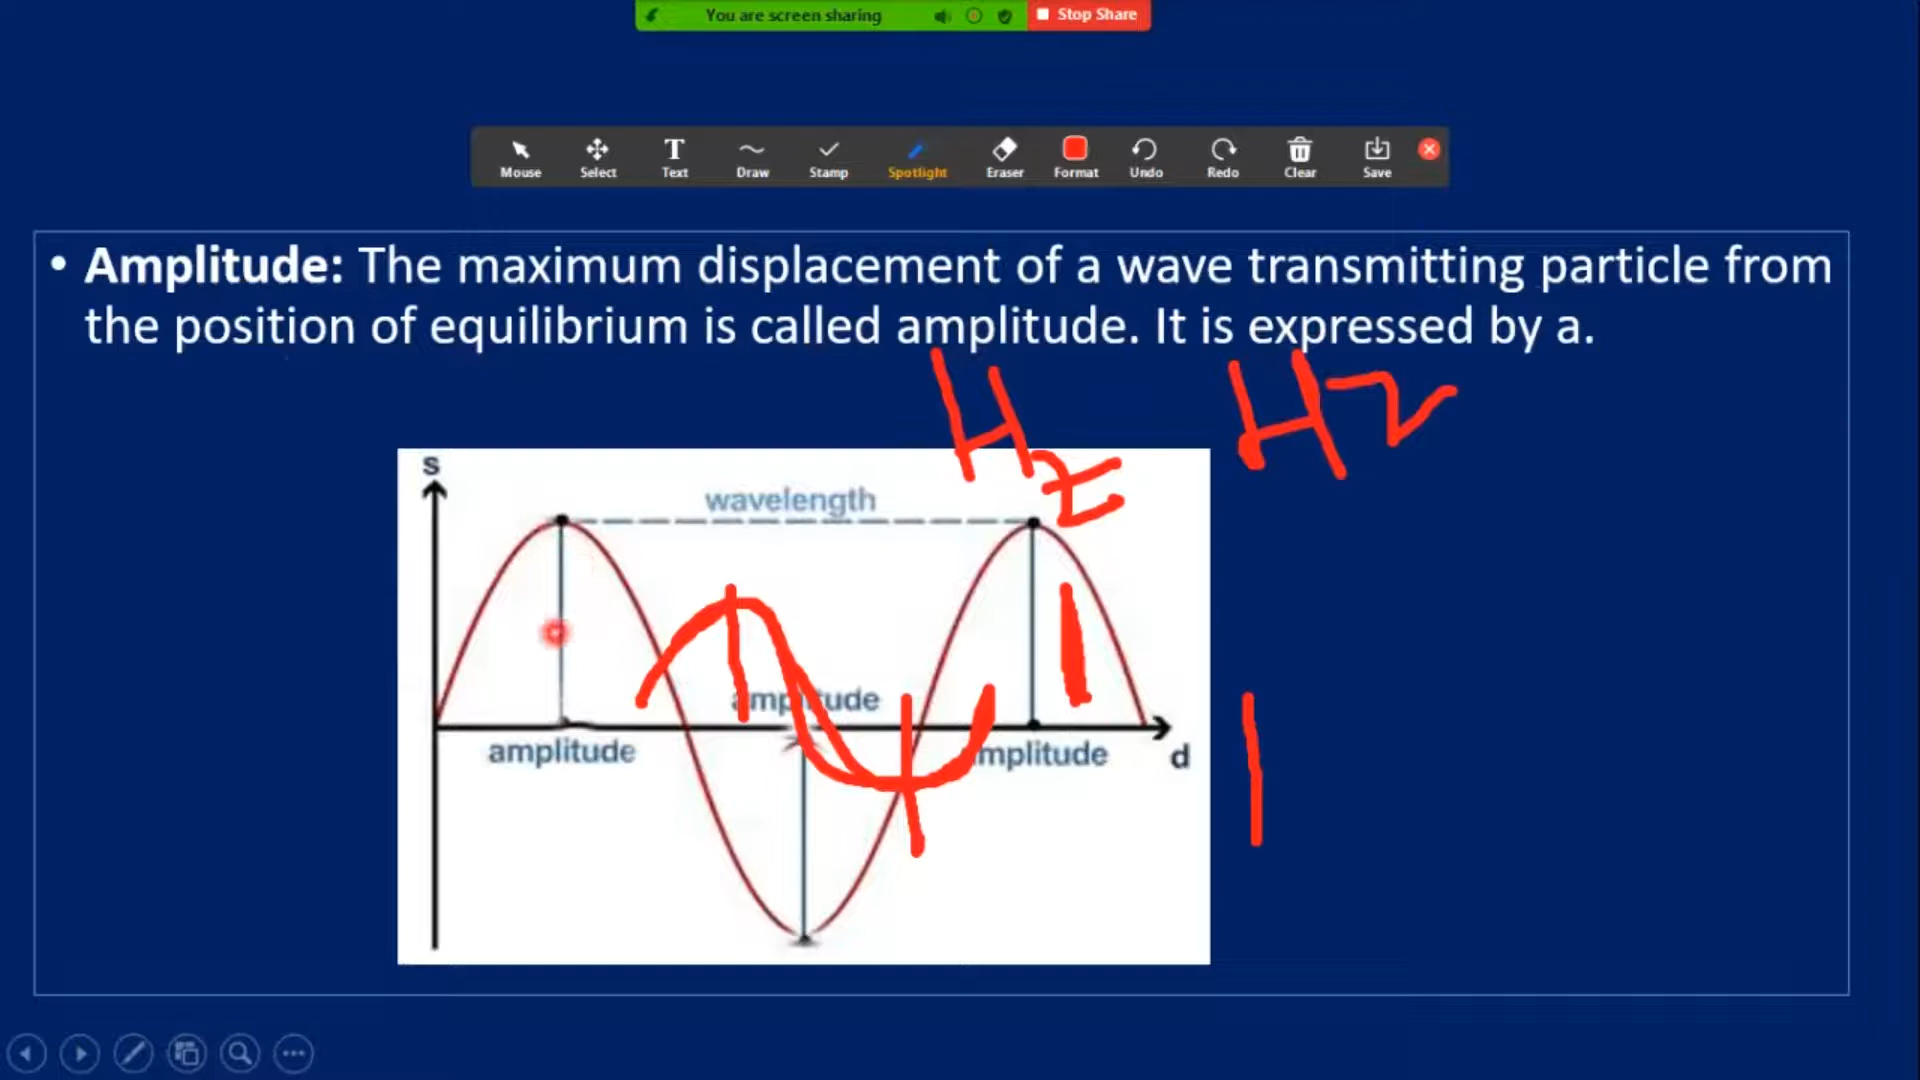 You are screen sharing Stop Share
Mouse Select Text Draw Stamp Spotlight Eraser Format Undo Redo Clear Save
• Amplitude: The maximum displacement of a wave transmitting particle from
the position of equilibrium is called amplitude. It is expressed by a.
Hz Hz
s
wavelength
amplitude
amplitude amplitude d